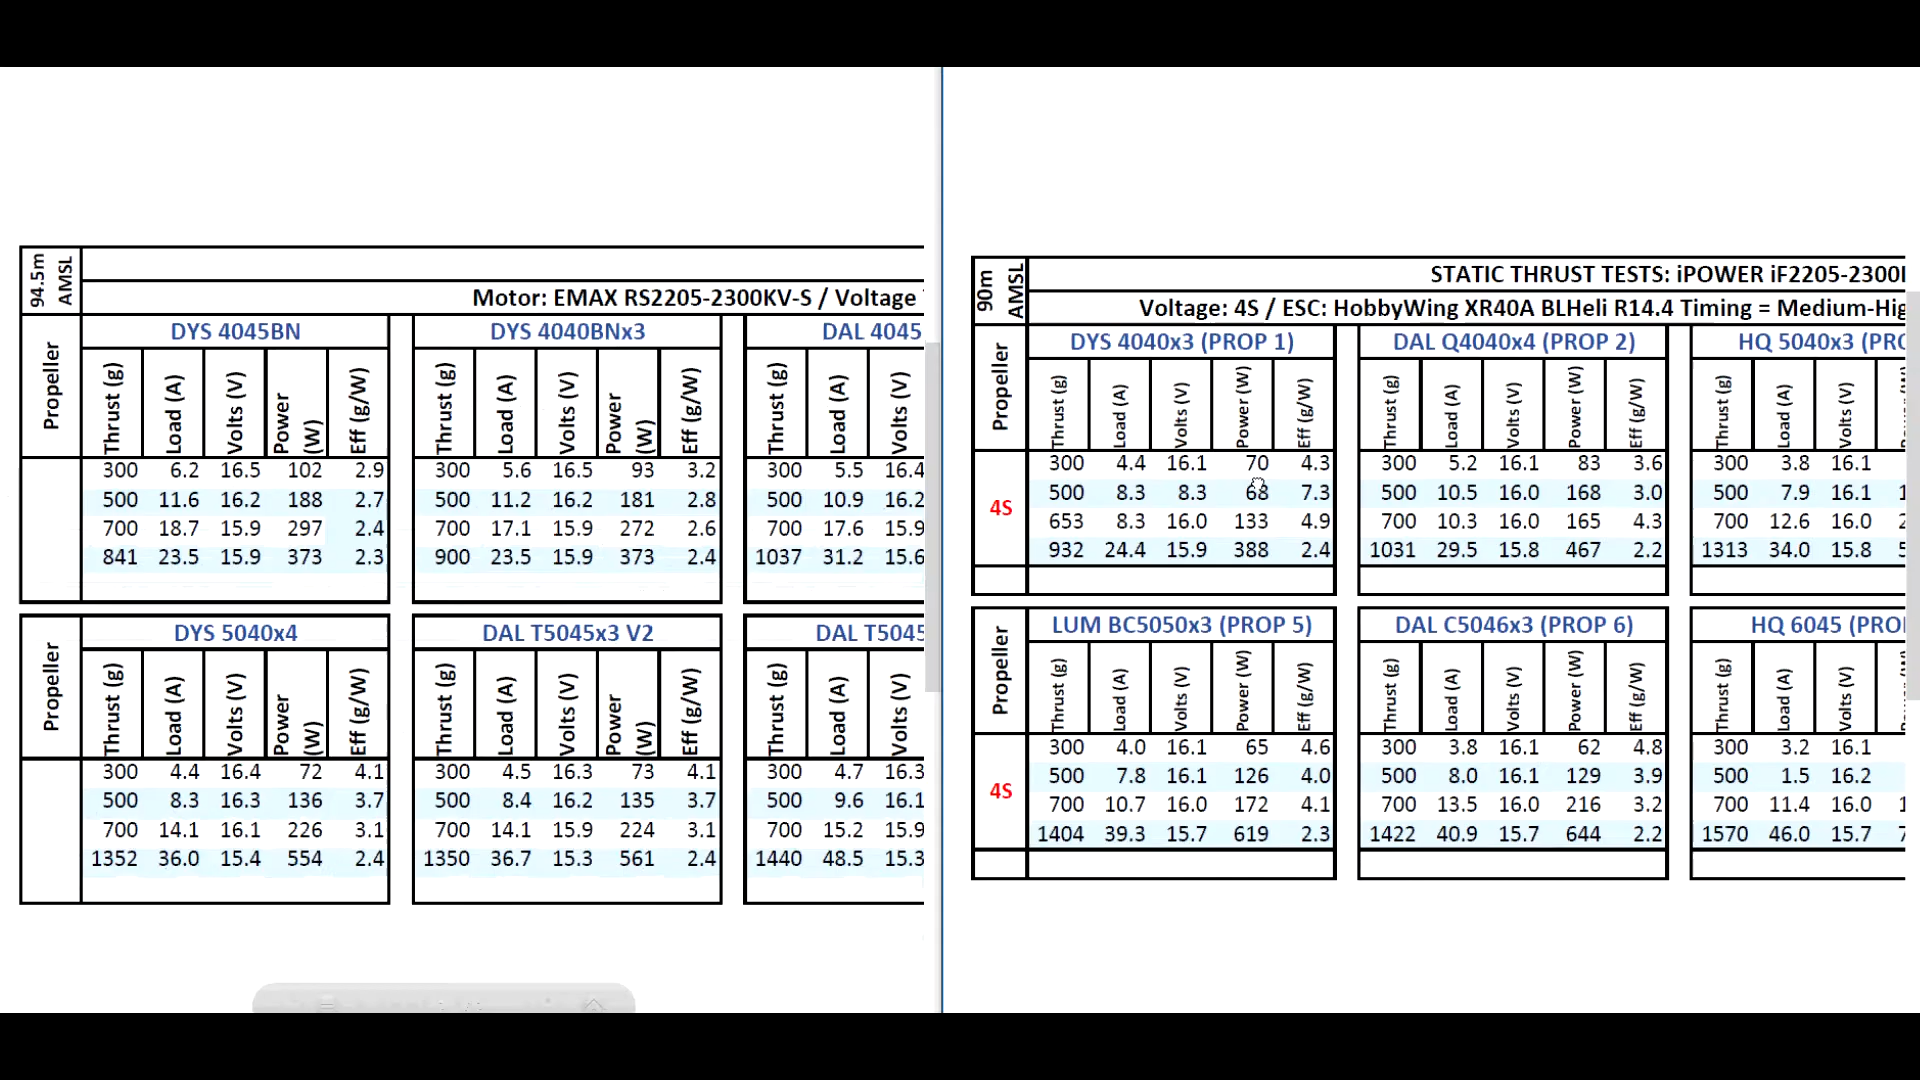 94.5m AMSL
Motor: EMAX RS2205-2300KV-S / Voltage
Propeller
DYS 4045BN
Thrust (g) Load (A) Volts (V) Power (W) Eff (g/W)
300 6.2 16.5 102 2.9
500 11.6 16.2 188 2.7
700 18.7 15.9 297 2.4
841 23.5 15.9 373 2.3
DYS 4040BNx3
Thrust (g) Load (A) Volts (V) Power (W) Eff (g/W)
300 5.6 16.5 93 3.2
500 11.2 16.2 181 2.8
700 17.1 15.9 272 2.6
900 23.5 15.9 373 2.4
DAL 4045
Thrust (g) Load (A) Volts (V)
300 5.5 16.4
500 10.9 16.2
700 17.6 15.9
1037 31.2 15.6
Propeller
DYS 5040x4
Thrust (g) Load (A) Volts (V) Power (W) Eff (g/W)
300 4.4 16.4 72 4.1
500 8.3 16.3 136 3.7
700 14.1 16.1 226 3.1
1352 36.0 15.4 554 2.4
DAL T5045x3 V2
Thrust (g) Load (A) Volts (V) Power (W) Eff (g/W)
300 4.5 16.3 73 4.1
500 8.4 16.2 135 3.7
700 14.1 15.9 224 3.1
1350 36.7 15.3 561 2.4
DAL T5045
Thrust (g) Load (A) Volts (V)
300 4.7 16.3
500 9.6 16.1
700 15.2 15.9
1440 48.5 15.3
90m AMSL
STATIC THRUST TESTS: iPOWER iF2205-2300
Voltage: 4S / ESC: HobbyWing XR40A BLHeli R14.4 Timing = Medium-Hig
Propeller
4S
DYS 4040x3 (PROP 1)
Thrust (g) Load (A) Volts (V) Power (W) Eff (g/W)
300 4.4 16.1 70 4.3
500 8.3 8.3 68 7.3
653 8.3 16.0 133 4.9
932 24.4 15.9 388 2.4
DAL Q4040x4 (PROP 2)
Thrust (g) Load (A) Volts (V) Power (W) Eff (g/W)
300 5.2 16.1 83 3.6
500 10.5 16.0 168 3.0
700 10.3 16.0 165 4.3
1031 29.5 15.8 467 2.2
HQ 5040x3 (PRO
Thrust (g) Load (A) Volts (V)
300 3.8 16.1
500 7.9 16.1
700 12.6 16.0
1313 34.0 15.8
Propeller
4S
LUM BC5050x3 (PROP 5)
Thrust (g) Load (A) Volts (V) Power (W) Eff (g/W)
300 4.0 16.1 65 4.6
500 7.8 16.1 126 4.0
700 10.7 16.0 172 4.1
1404 39.3 15.7 619 2.3
DAL C5046x3 (PROP 6)
Thrust (g) Load (A) Volts (V) Power (W) Eff (g/W)
300 3.8 16.1 62 4.8
500 8.0 16.1 129 3.9
700 13.5 16.0 216 3.2
1422 40.9 15.7 644 2.2
HQ 6045 (PRO
Thrust (g) Load (A) Volts (V)
300 3.2 16.1
500 1.5 16.2
700 11.4 16.0
1570 46.0 15.7